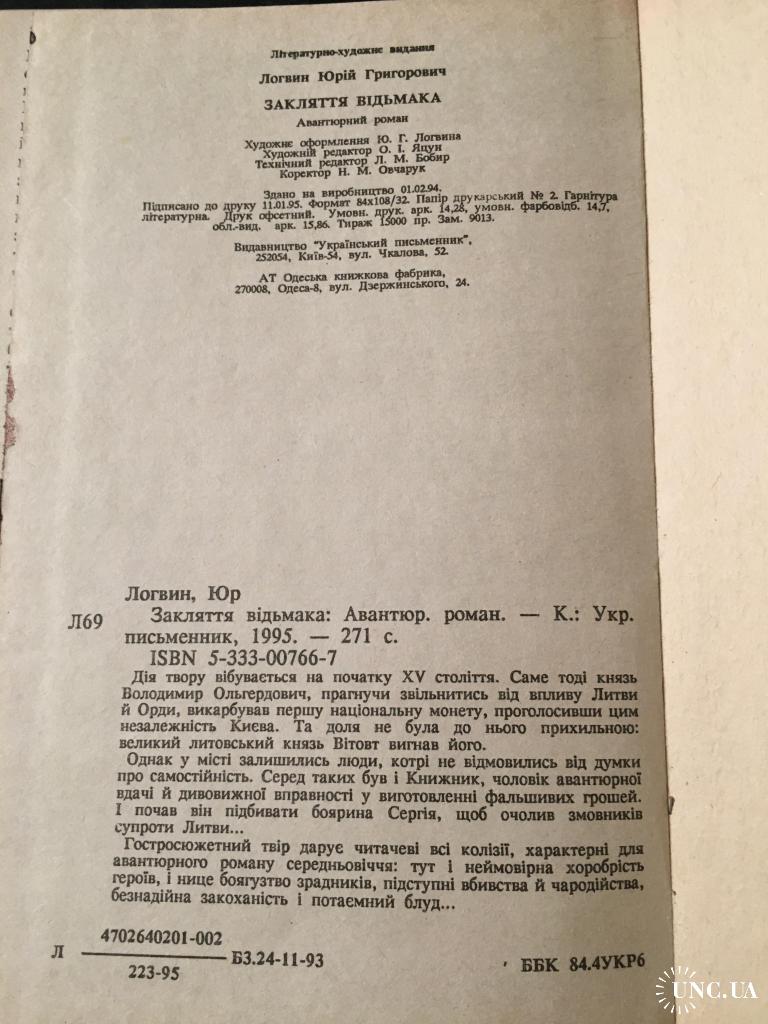 Літературно-художнє видання
Логвин Юрій Григорович
ЗАКЛЯТТЯ ВІДЬМАКА
Авантюрний роман
Художнє оформлення Ю. Г. Логвина
Художній редактор О. І. Яцун
Технічний редактор Л. М. Бобир
Коректор Н. М. Овчарук
Здано на виробництво 01.02.94.
Підписано до друку 11.01.95. Формат 84х108/32. Папір друкарський № 2. Гарнітура
літературна. Друк офсетний. Умовн. друк. арк. 14,28, умовн. фарбовідб. 14,7,
обл.-вид. арк. 15,86. Тираж 15000 пр. Зам. 9013.
Видавництво "Український письменник",
252054, Київ-54, вул. Чкалова, 52.
АТ Одеська книжкова фабрика,
270008, Одеса-8, вул. Дзержинського, 24.
Логвин, Юр
Л69 Закляття відьмака: Авантюр. роман. — К.: Укр.
письменник, 1995. — 271 с.
ISBN 5-333-00766-7
Дія твору вібувається на початку XV століття. Саме тоді князь
Володимир Ольгердович, прагнучи звільнитись від впливу Литви
й Орди, викарбував першу національну монету, проголосивши цим
незалежність Києва. Та доля не була до нього прихильною:
великий литовський князь Вітовт вигнав його.
Однак у місті залишились люди, котрі не відмовились від думки
про самостійність. Серед таких був і Книжник, чоловік авантюрної
вдачі й дивовижної вправності у виготовленні фальшивих грошей.
І почав він підбивати боярина Сергія, щоб очолив змовників
супроти Литви...
Гостросюжетний твір дарує читачеві всі колізії, характерні для
авантюрного роману середньовіччя: тут і неймовірна хоробрість
героїв, і нице боягузтво зрадників, підступні вбивства й чародійства,
безнадійна закоханість і потаємний блуд...
4702640201-002
Л Б3.24-11-93
223-95
ББК 84.4УКР6
UNC.UA